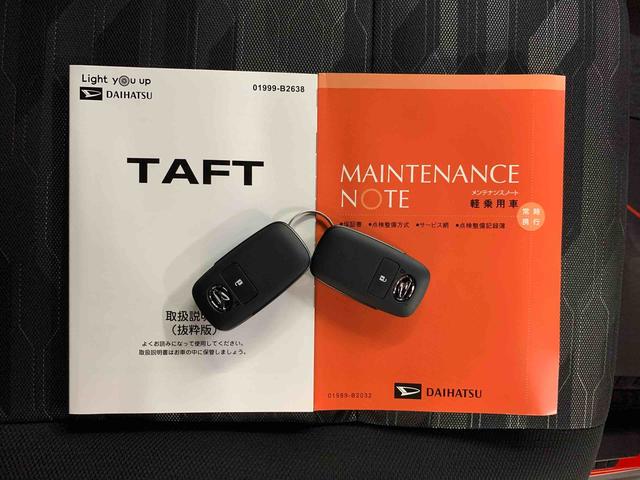 Light you up
DAIHATSU
01999-B2638
TAFT
取扱説明
（抜粋版）
よくお読みになって使用してください。
取扱説明書はお車の中に保管しましょう。
MAINTENANCE
NOTE
メンテナンスノート
軽乗用車
常時
携行
●保証書 ●点検整備方式 ●サービス網 ●点検整備記録簿
01999-B2032
DAIHATSU